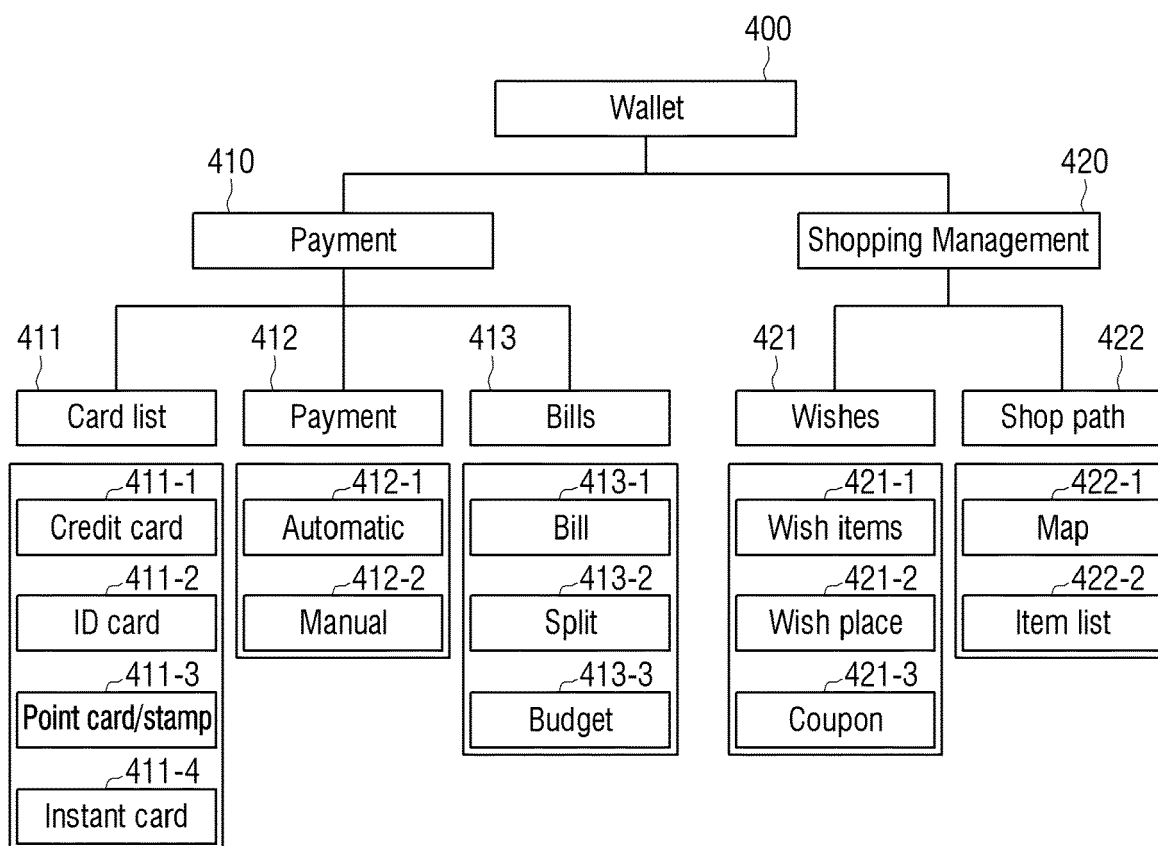 400
Wallet
410
420
Payment
Shopping Management
411
412
413
421
422
Card list
Payment
Bills
Wishes
Shop path
411-1
412-1
413-1
421-1
422-1
Credit card
Automatic
Bill
Wish items
Map
411-2
412-2
413-2
421-2
422-2
ID card
Manual
Split
Wish place
Item list
411-3
413-3
421-3
Point card/stamp
Budget
Coupon
411-4
Instant card